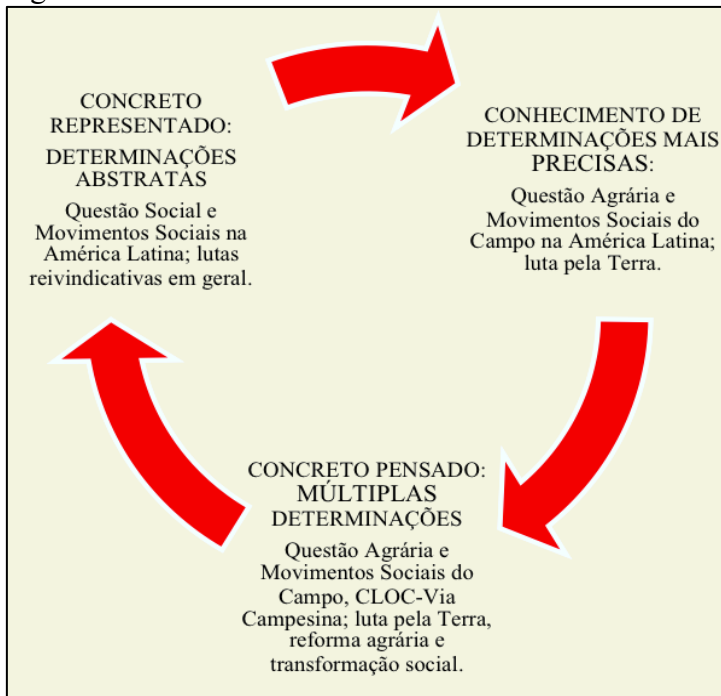 CONCRETO
REPRESENTADO:
DETERMINAÇÕES
ABSTRATAS
Questão Social e
Movimentos Sociais na
América Latina; lutas
reivindicativas em geral.
CONHECIMENTO DE
DETERMINAÇÕES MAIS
PRECISAS:
Questão Agrária e
Movimentos Sociais do
Campo na América Latina;
luta pela Terra.
CONCRETO PENSADO:
MÚLTIPLAS
DETERMINAÇÕES
Questão Agrária e
Movimentos Sociais do
Campo, CLOC-Via
Campesina; luta pela Terra,
reforma agrária e
transformação social.